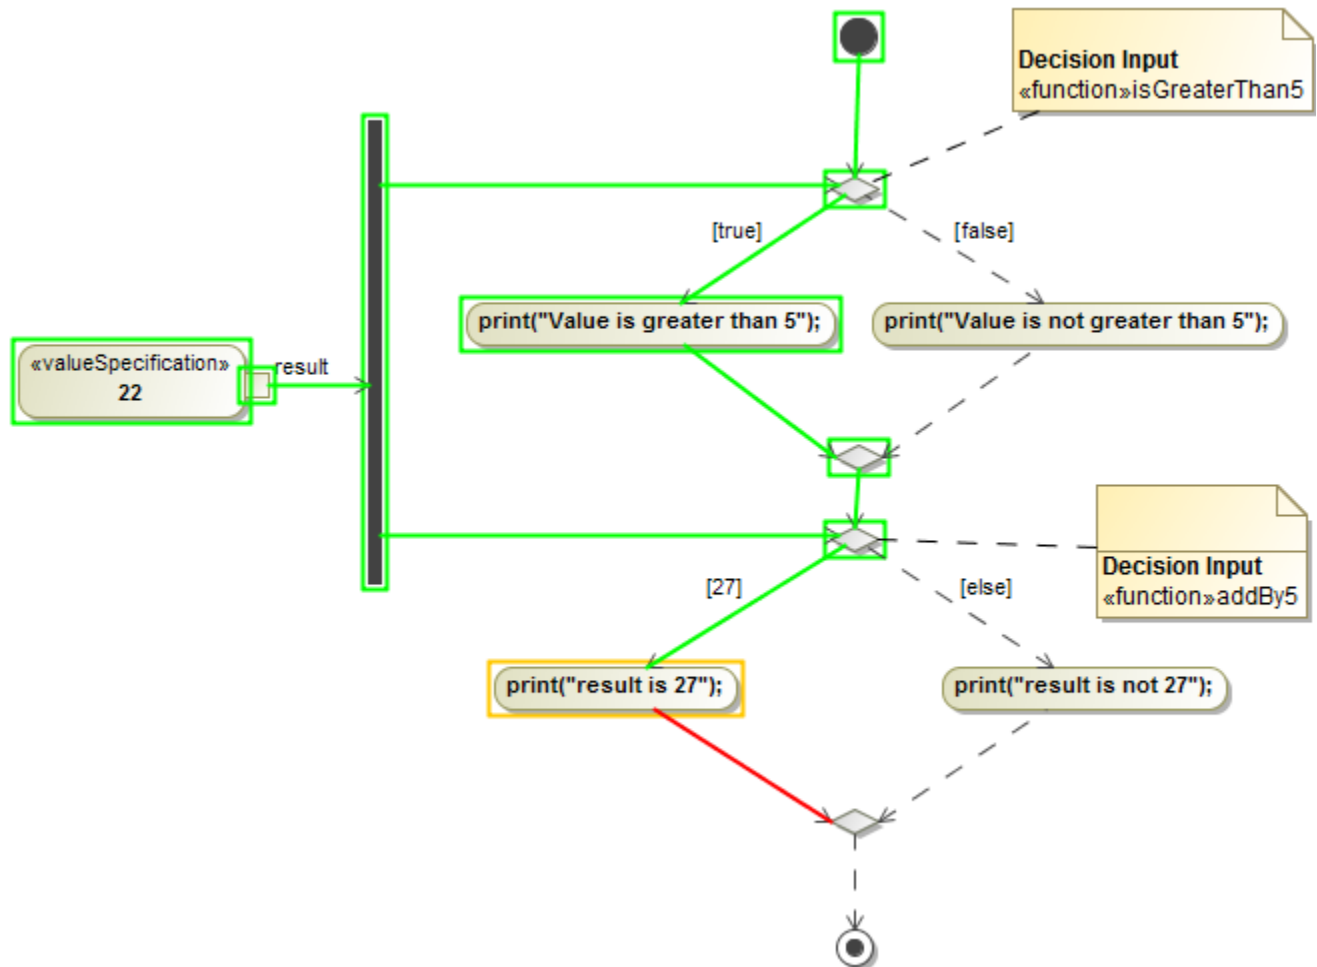 Decision Input
«function»isGreaterThan5
[true]
[false]
print("Value is greater than 5");
print("Value is not greater than 5");
«valueSpecification»
22
result
Decision Input
«function»addBy5
[27]
[else]
print("result is 27");
print("result is not 27");